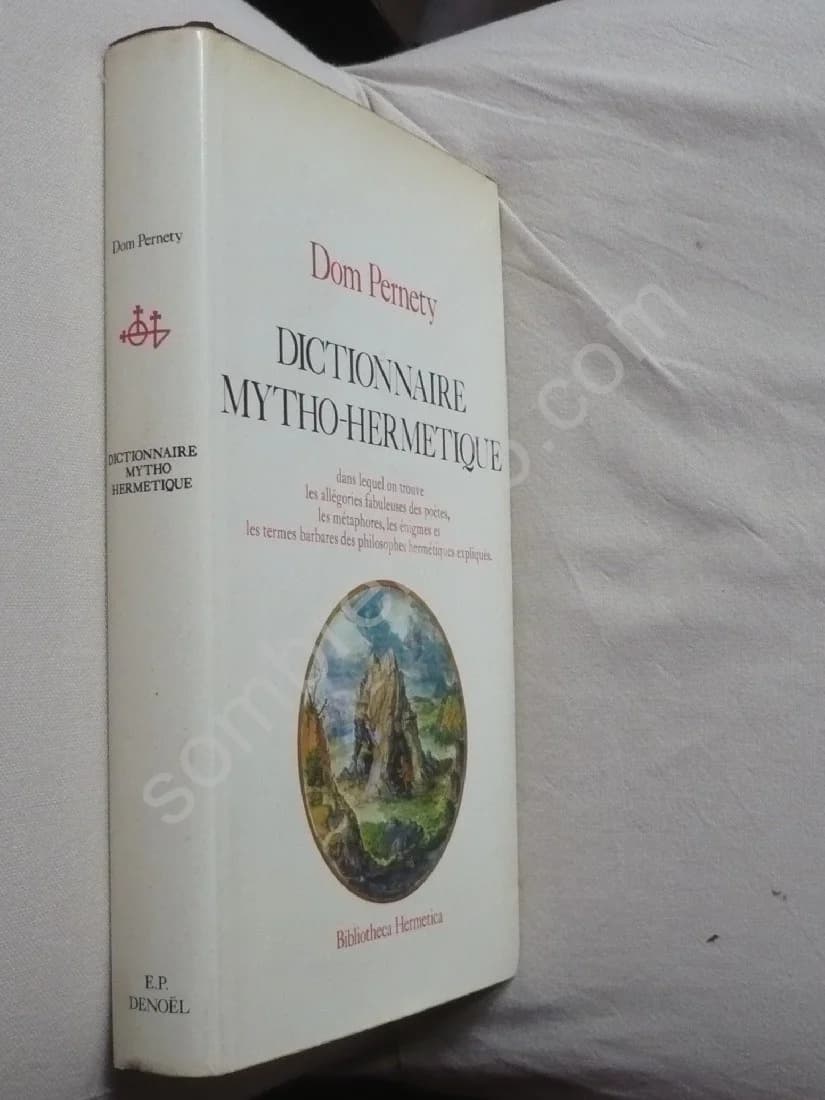 Dom Pernety
DICTIONNAIRE
MYTHO
HERMETIQUE
E.P.
DENOËL
Dom Pernety
DICTIONNAIRE
MYTHO-HERMETIQUE
dans lequel on trouve
les allégories fabuleuses des poètes,
les métaphores, les énigmes et
les termes barbares des philosophes hermétiques expliqués.
Bibliotheca Hermetica